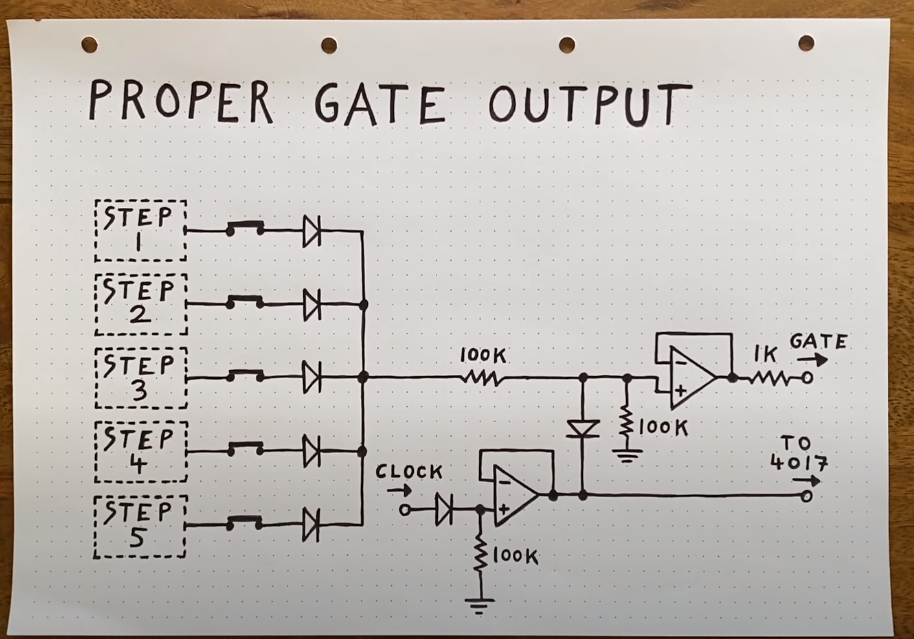 PROPER GATE OUTPUT
STEP
1
STEP
2
STEP
3
STEP
4
STEP
5
100K
CLOCK
-
+
100K
100K
-
+
1K
GATE
TO
4017